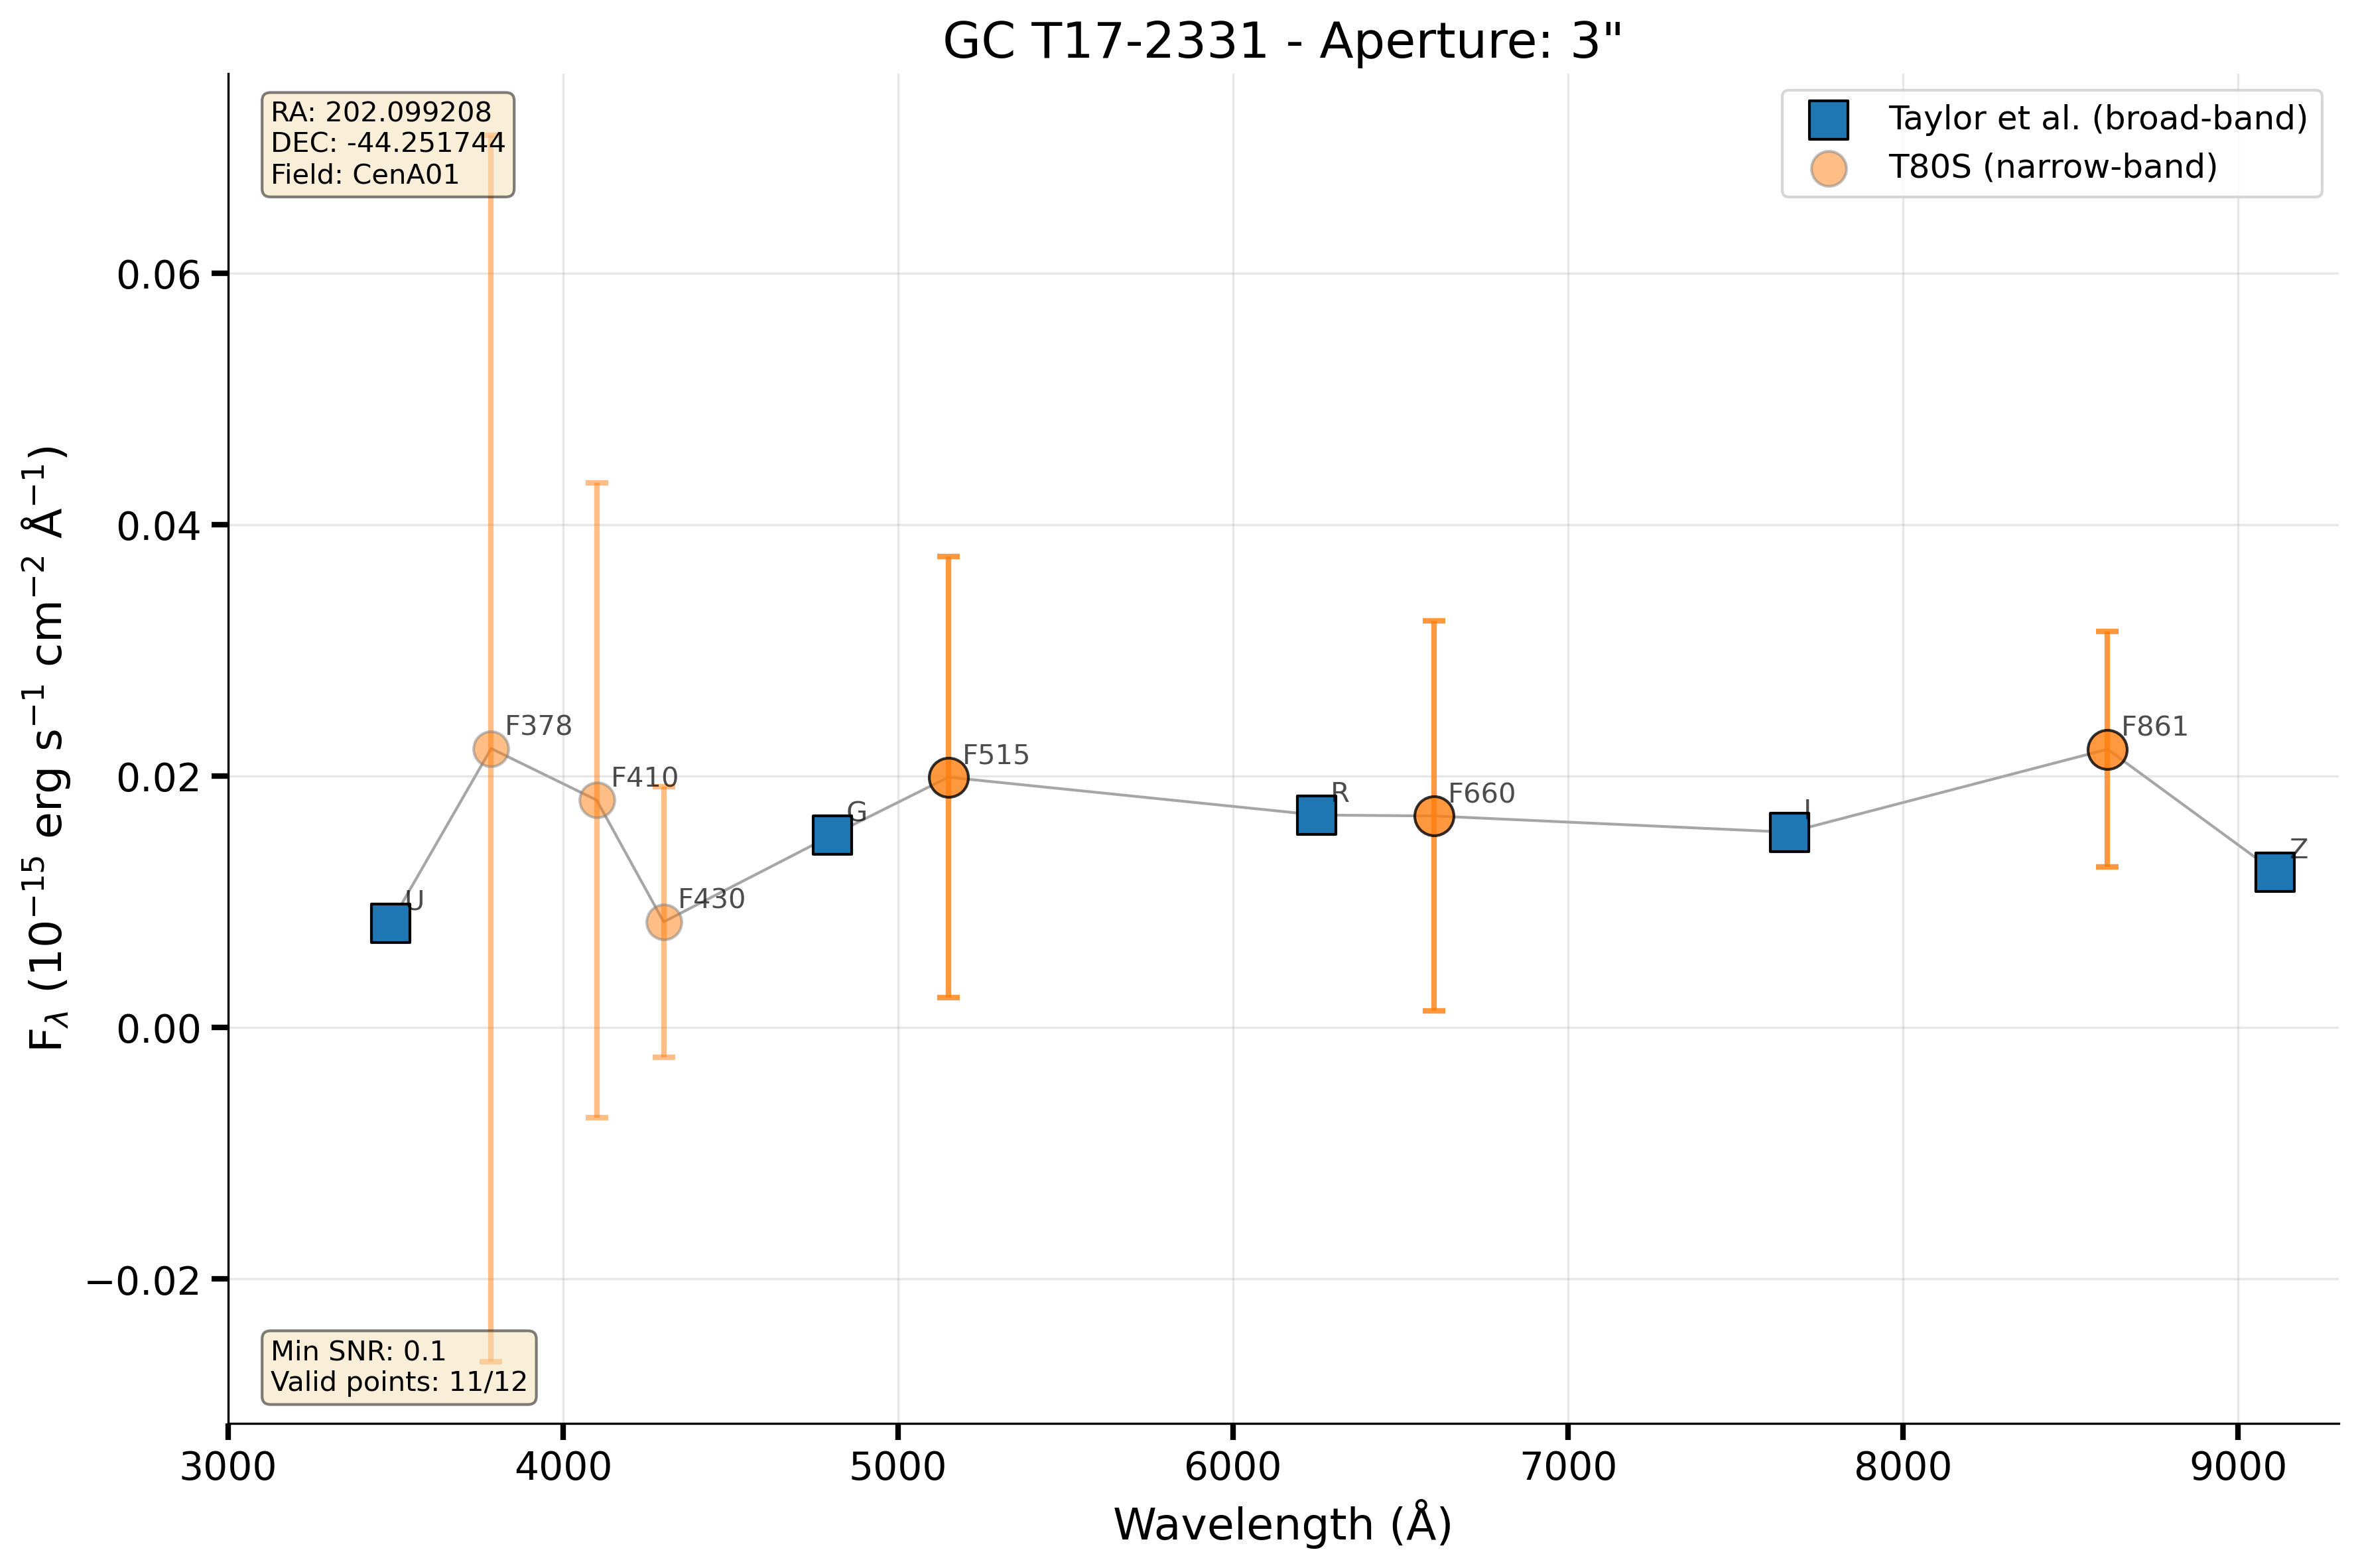 GC T17-2331 - Aperture: 3"
RA: 202.099208
DEC: -44.251744
Field: CenA01
Taylor et al. (broad-band)
T80S (narrow-band)
F_λ (10⁻¹⁵ erg s⁻¹ cm⁻² Å⁻¹)
0.06
0.04
0.02
0.00
−0.02
U
F378
F410
F430
G
F515
R
F660
I
F861
Z
Min SNR: 0.1
Valid points: 11/12
3000 4000 5000 6000 7000 8000 9000
Wavelength (Å)